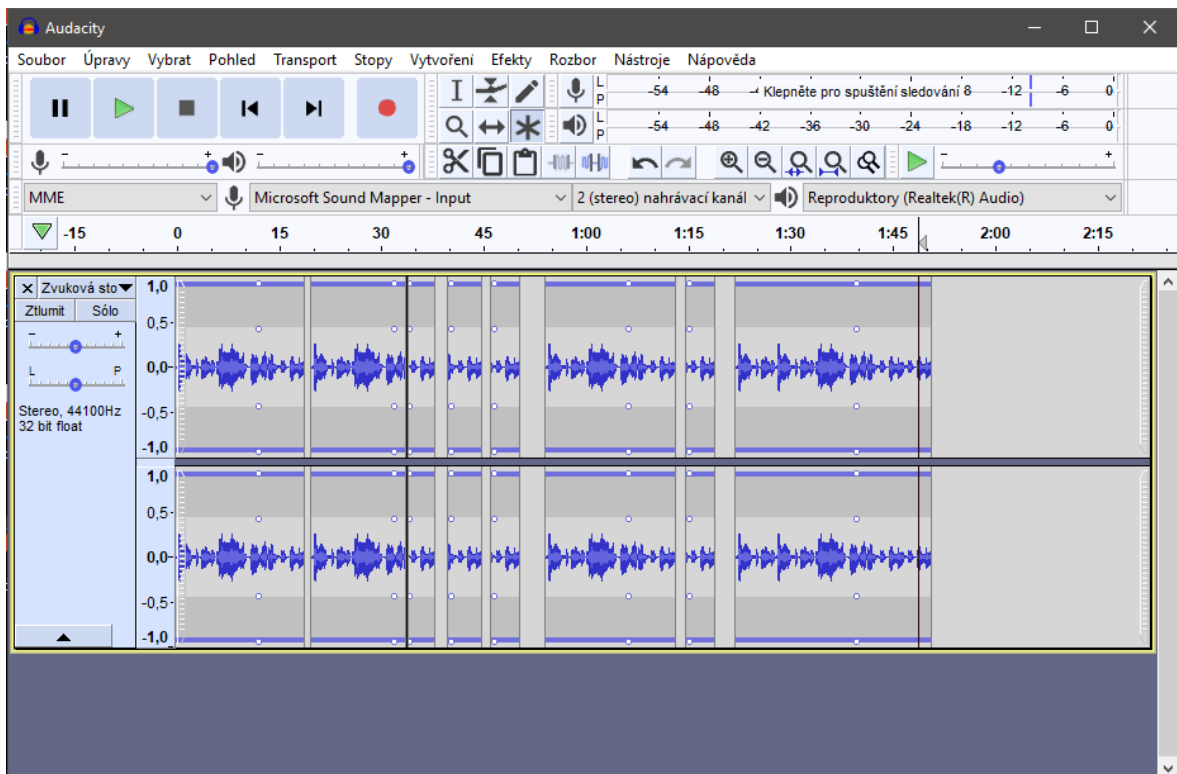 Audacity
Soubor Úpravy Vybrat Pohled Transport Stopy Vytvoření Efekty Rozbor Nástroje Nápověda
L
P
-54 -48 -4 Klepněte pro spuštění sledování 8 -12 -6 0
L
P
-54 -48 -42 -36 -30 -24 -18 -12 -6 0
- + - + - +
MME Microsoft Sound Mapper - Input 2 (stereo) nahrávací kanál Reproduktory (Realtek(R) Audio)
-15 0 15 30 45 1:00 1:15 1:30 1:45 2:00 2:15
Zvuková sto
Ztlumit Sólo
- +
L P
Stereo, 44100Hz
32 bit float
1,0
0,5
0,0
-0,5
-1,0
1,0
0,5
0,0
-0,5
-1,0